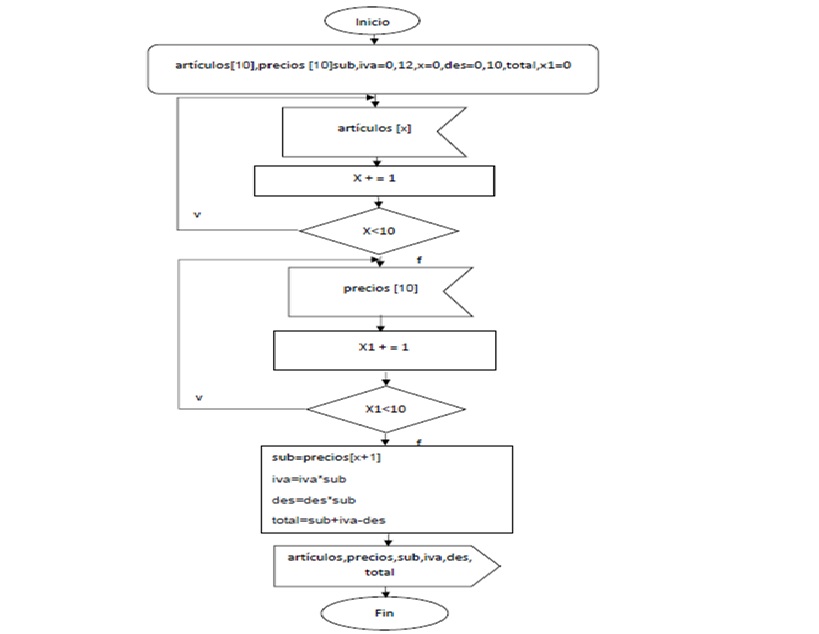 Inicio
artículos[10],precios [10]sub,iva=0,12,x=0,des=0,10,total,x1=0
artículos [x]
X + = 1
v
X<10
f
precios [10]
X1 + = 1
v
X1<10
f
sub=precios[x+1]
iva=iva*sub
des=des*sub
total=sub+iva-des
artículos,precios,sub,iva,des,
total
Fin